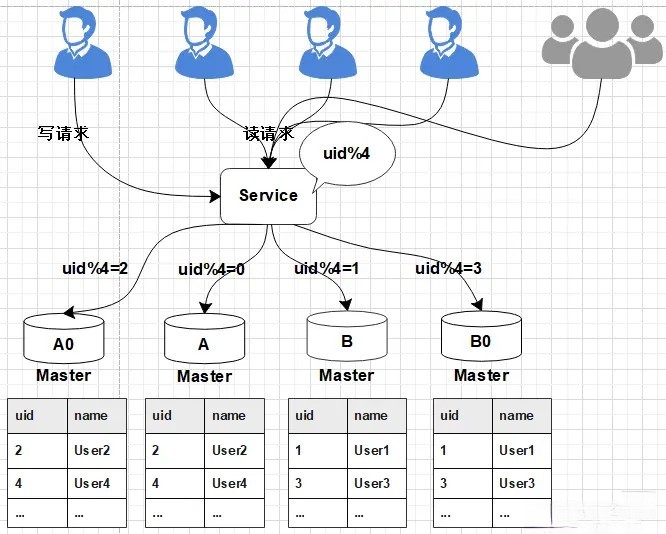 写请求
读请求
uid%4
Service
uid%4=2
uid%4=0
uid%4=1
uid%4=3
A0
A
B
B0
Master
Master
Master
Master
uid name
2 User2
4 User4
... ...
uid name
2 User2
4 User4
... ...
uid name
1 User1
3 User3
... ...
uid name
1 User1
3 User3
... ...